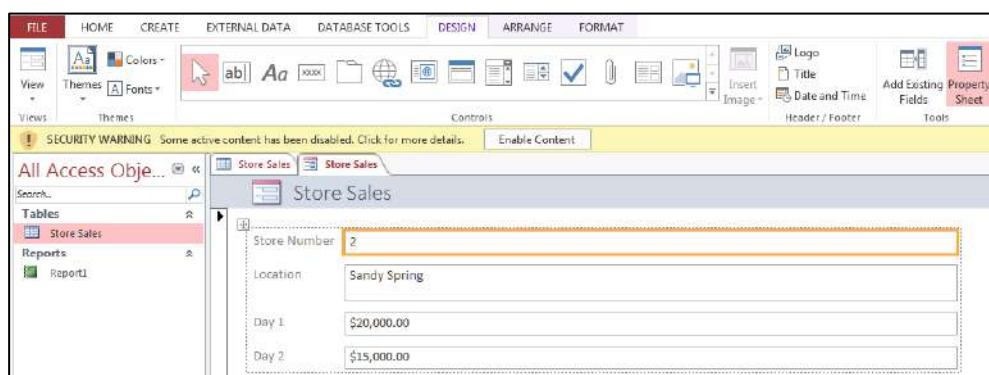 FILE HOME CREATE EXTERNAL DATA DATABASE TOOLS DESIGN ARRANGE FORMAT
View
Themes
Colors
A Fonts
ab|
Aa
XXXX
Insert
Image
Logo
Title
Date and Time
Add Existing
Fields
Property
Sheet
Views Themes Controls Header / Footer Tools
! SECURITY WARNING Some active content has been disabled. Click for more details. Enable Content
All Access Obje... «
Search...
Tables
Store Sales
Reports
Report1
Store Sales Store Sales
Store Sales
Store Number 2
Location Sandy Spring
Day 1 $20,000.00
Day 2 $15,000.00